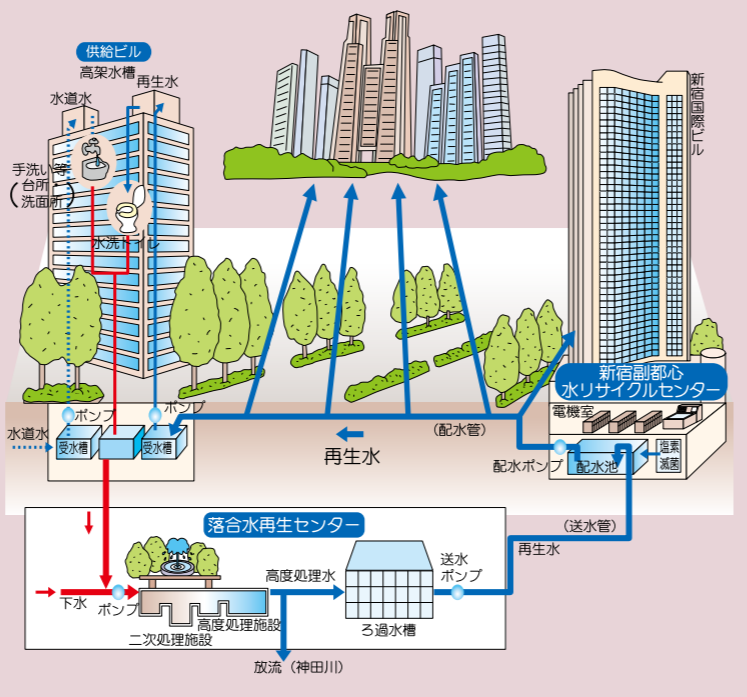 供給ビル
高架水槽
水道水
再生水
手洗い等
(台所・
洗面所)
水洗トイレ
新宿国際ビル
新宿副都心
水リサイクルセンター
電機室
ポンプ
ポンプ
水道水
受水槽
受水槽
再生水
(配水管)
配水ポンプ
配水池
塩素
滅菌
落合水再生センター
(送水管)
再生水
下水
ポンプ
高度処理水
送水
ポンプ
高度処理施設
二次処理施設
ろ過水槽
放流(神田川)